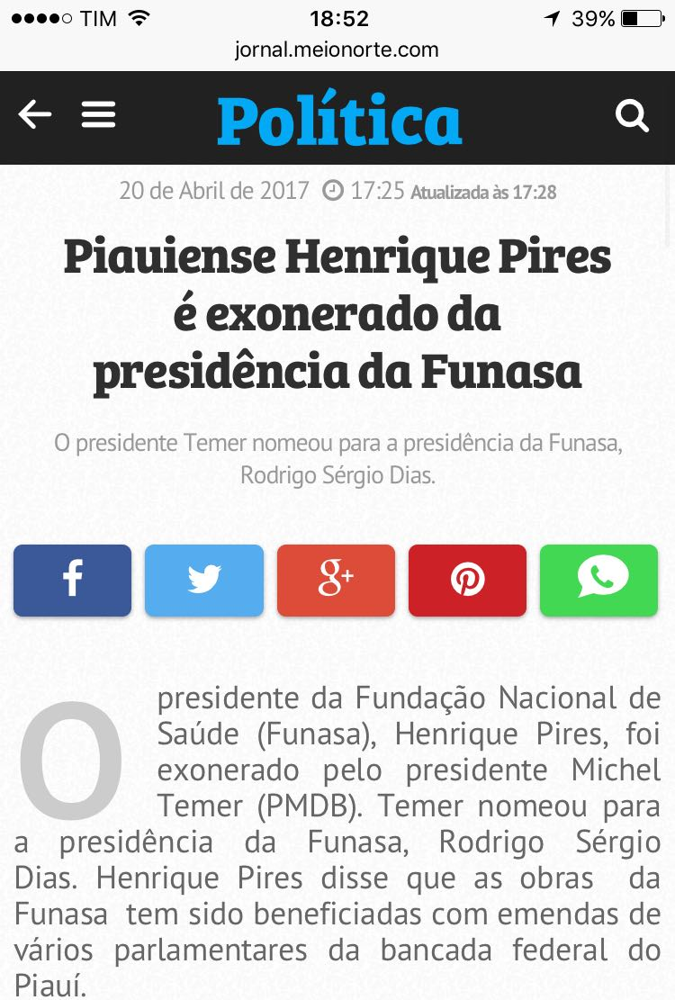 TIM 18:52 39%
jornal.meionorte.com
Política
20 de Abril de 2017 17:25 Atualizada às 17:28
Piauiense Henrique Pires
é exonerado da
presidência da Funasa
O presidente Temer nomeou para a presidência da Funasa,
Rodrigo Sérgio Dias.
f g+
O presidente da Fundação Nacional de
Saúde (Funasa), Henrique Pires, foi
exonerado pelo presidente Michel
Temer (PMDB). Temer nomeou para
a presidência da Funasa, Rodrigo Sérgio
Dias. Henrique Pires disse que as obras da
Funasa tem sido beneficiadas com emendas de
vários parlamentares da bancada federal do
Piauí.